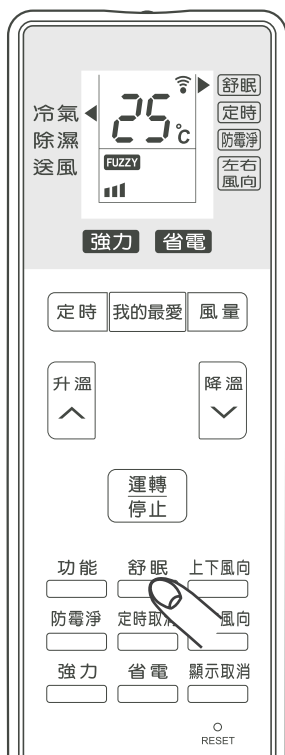 舒眠
冷氣 25℃ 定時
除濕 防霉淨
送風 FUZZY 左右風向
強力 省電
定時 我的最愛 風量
升溫 降溫
運轉
停止
功能 舒眠 上下風向
防霉淨 定時取 風向
強力 省電 顯示取消
RESET